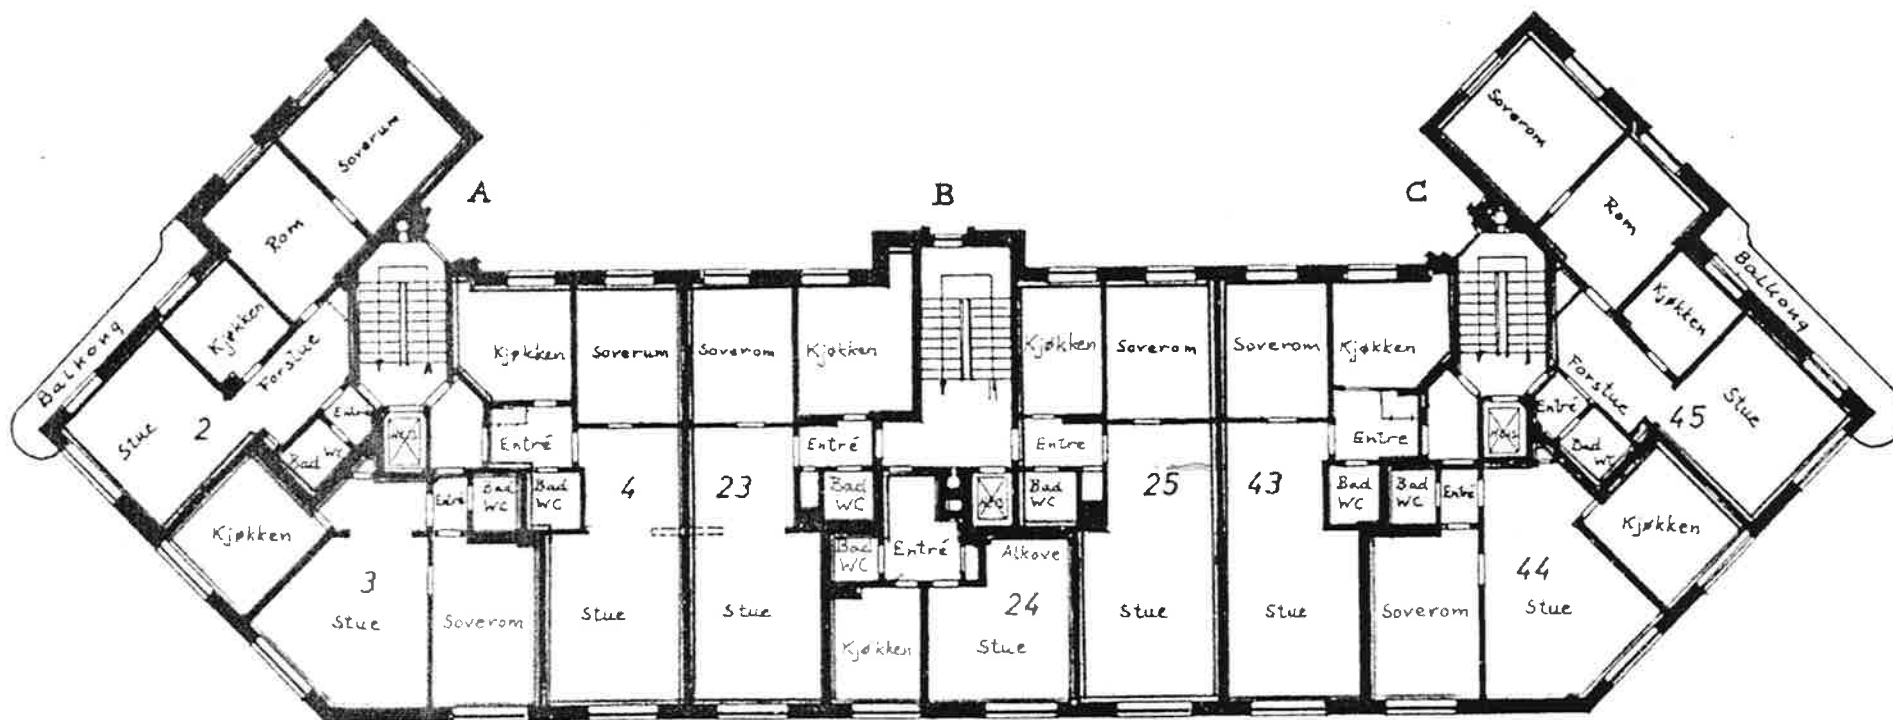 A
B
C
Soverum
Rom
Kjøkken
Balkong
Forstue
Stue
2
Entré
Bad
WC
A
Kjøkken
Stue
3
Entré
Bad
WC
Soverom
Kjøkken
Soverum
Entré
Bad
WC
4
Stue
Soverom
Kjøkken
Entré
Bad
WC
23
Stue
Bad
WC
Entré
Alkove
24
Kjøkken
Stue
Kjøkken
Soverom
Entre
Bad
WC
25
Stue
Soverom
Kjøkken
Entre
Bad
WC
43
Stue
Bad
WC
Entré
44
Soverom
Stue
Kjøkken
Soverom
Rom
Kjøkken
Balkong
Forstue
45
Stue
Entré
Bad
WC